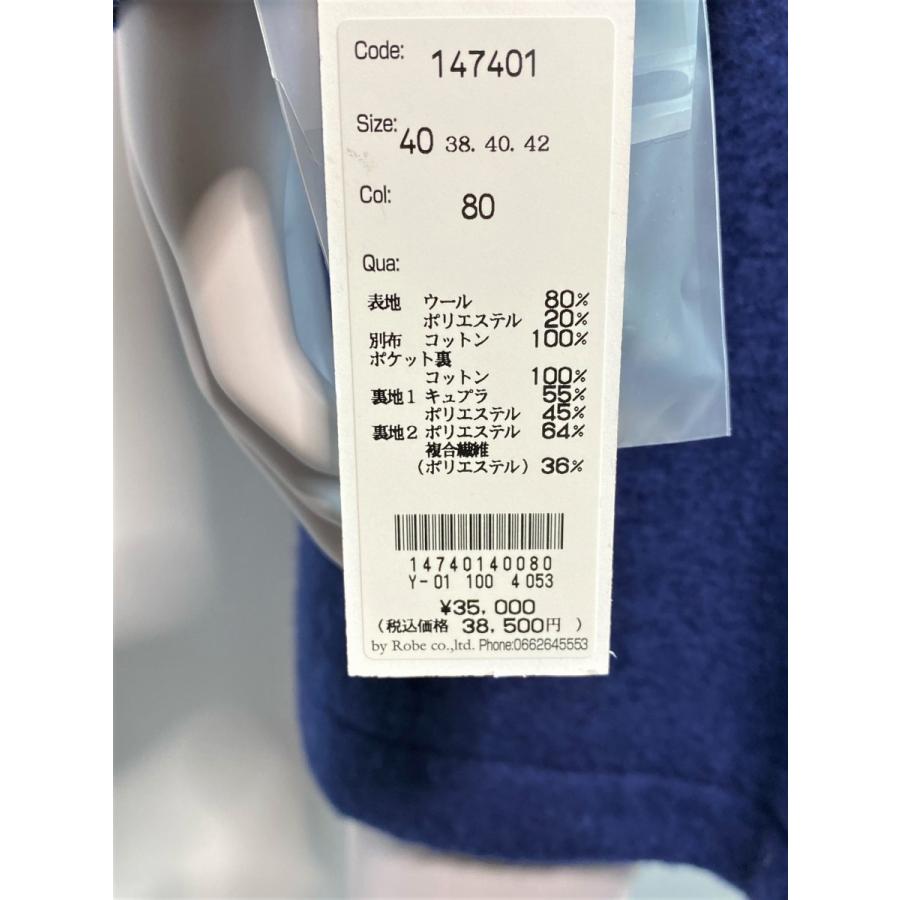 Code: 147401
Size: 40 38. 40. 42
Col: 80
Qua:
表地 ウール 80%
ポリエステル 20%
別布 コットン 100%
ポケット裏
コットン 100%
裏地1 キュプラ 55%
ポリエステル 45%
裏地2 ポリエステル 64%
複合繊維
(ポリエステル) 36%
14740140080
Y-01 100 4 053
¥35,000
(税込価格 38,500円 )
by Robe co.,ltd. Phone:0662645553